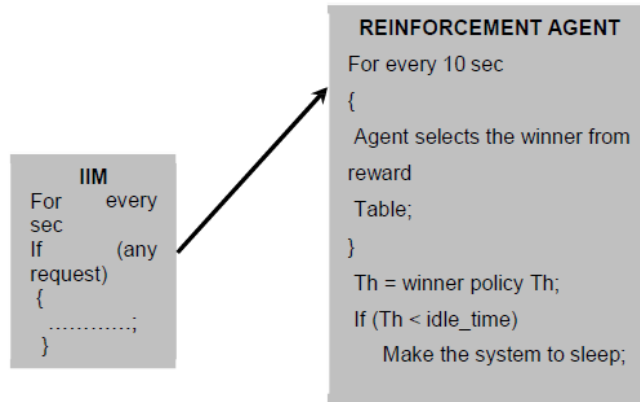 IIM
For every
sec
If (any
request)
{
............;
}
REINFORCEMENT AGENT
For every 10 sec
{
Agent selects the winner from
reward
Table;
}
Th = winner policy Th;
If (Th < idle_time)
Make the system to sleep;